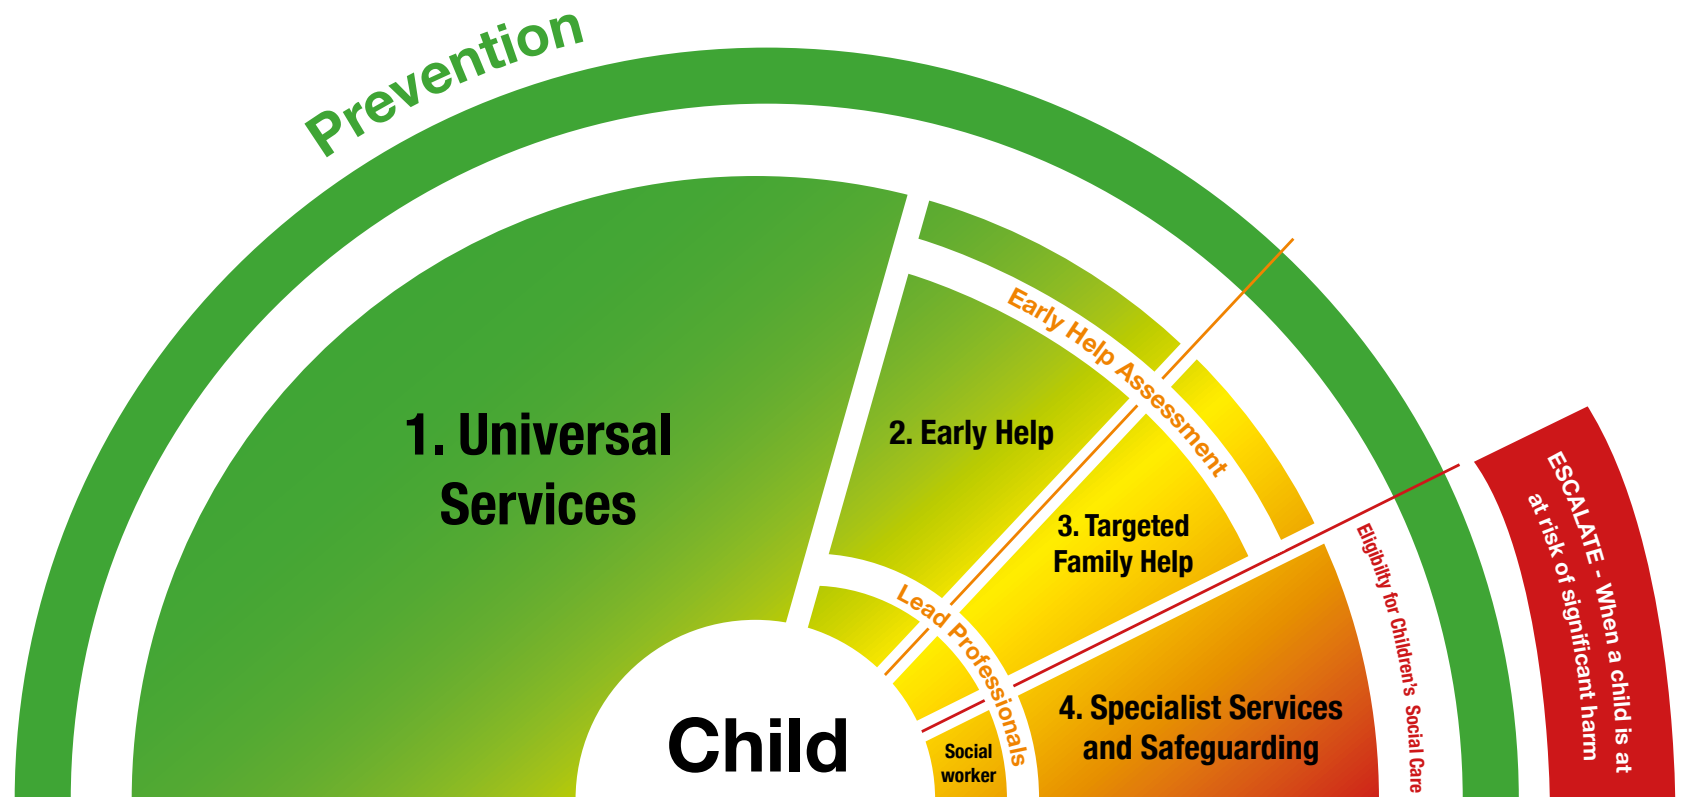 Prevention
1. Universal
Services
2. Early Help
Early Help Assessment
3. Targeted
Family Help
Lead Professionals
4. Specialist Services
and Safeguarding
Social
worker
Child
Eligibilty for Children's Social Care
ESCALATE - When a child is at
at risk of significant harm